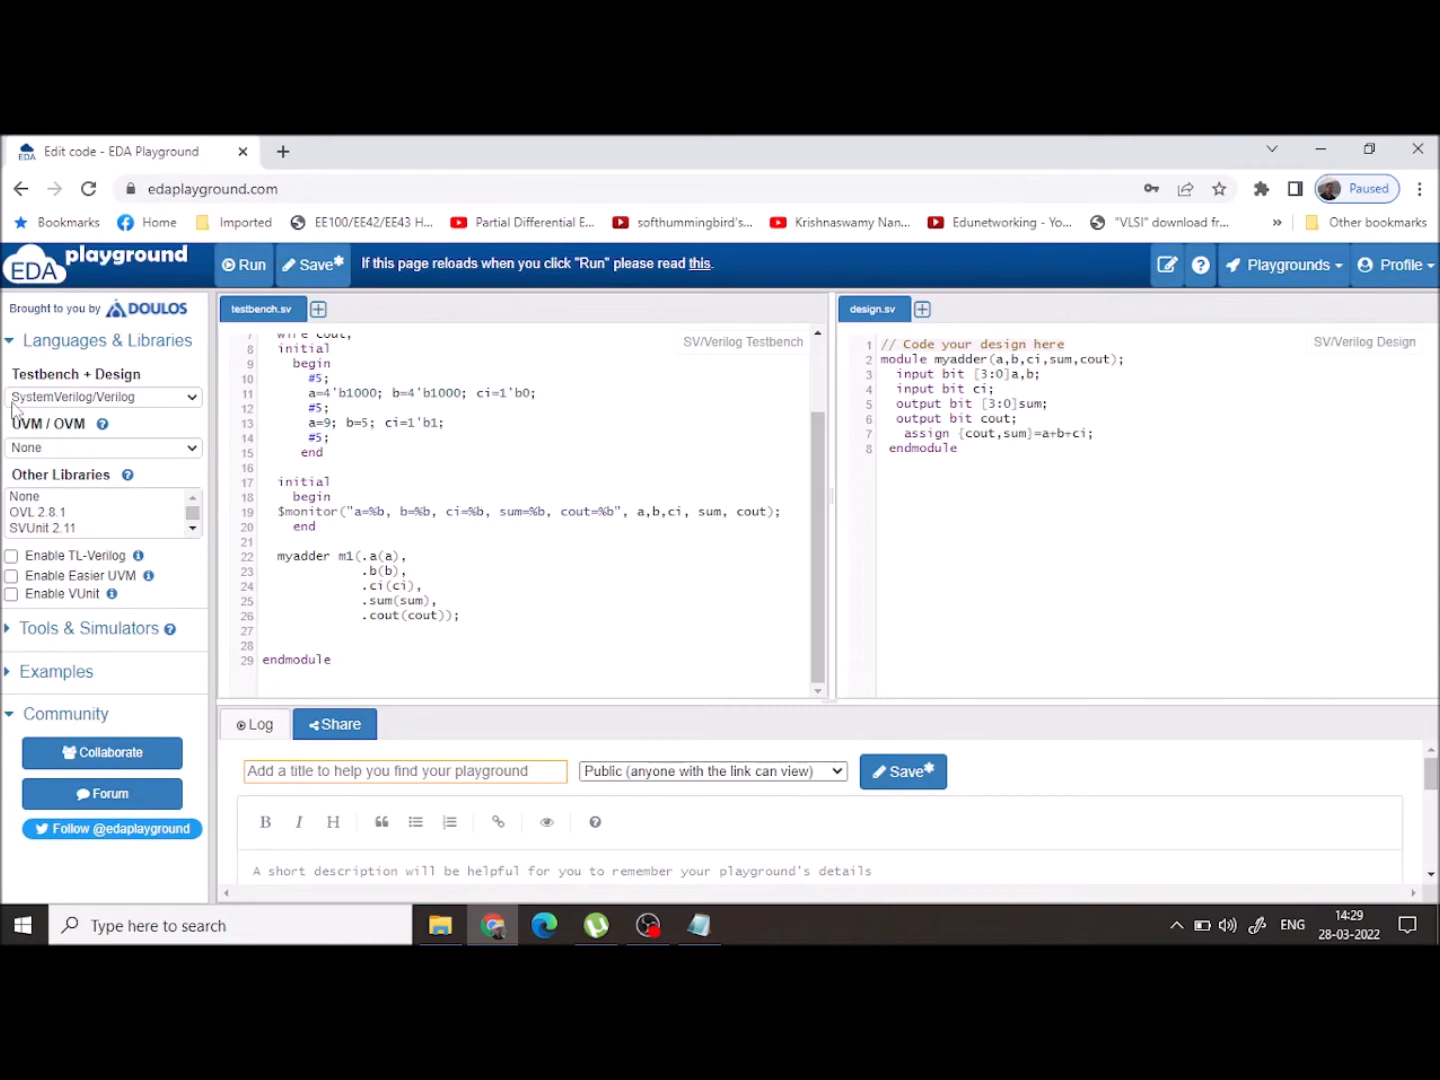 Edit code - EDA Playground
edaplayground.com
Paused
Bookmarks
Home
Imported
EE100/EE42/EE43 H...
Partial Differential E...
softhummingbird's...
Krishnaswamy Nan...
Edunetworking - Yo...
"VLSI" download fr...
»
Other bookmarks
EDA playground
Run
Save*
If this page reloads when you click "Run" please read this.
Playgrounds
Profile
Brought to you by DOULOS
Languages & Libraries
Testbench + Design
SystemVerilog/Verilog
UVM / OVM
None
Other Libraries
None
OVL 2.8.1
SVUnit 2.11
Enable TL-Verilog
Enable Easier UVM
Enable VUnit
Tools & Simulators
Examples
Community
Collaborate
Forum
Follow @edaplayground
testbench.sv
SV/Verilog Testbench
7 wire cout;
8 initial
9 begin
10 #5;
11 a=4'b1000; b=4'b1000; ci=1'b0;
12 #5;
13 a=9; b=5; ci=1'b1;
14 #5;
15 end
16
17 initial
18 begin
19 $monitor("a=%b, b=%b, ci=%b, sum=%b, cout=%b", a,b,ci, sum, cout);
20 end
21
22 myadder m1(.a(a),
23 .b(b),
24 .ci(ci),
25 .sum(sum),
26 .cout(cout));
27
28
29 endmodule
design.sv
SV/Verilog Design
1 // Code your design here
2 module myadder(a,b,ci,sum,cout);
3 input bit [3:0]a,b;
4 input bit ci;
5 output bit [3:0]sum;
6 output bit cout;
7 assign {cout,sum}=a+b+ci;
8 endmodule
Log
Share
Add a title to help you find your playground
Public (anyone with the link can view)
Save*
B I H
A short description will be helpful for you to remember your playground's details
Type here to search
ENG
14:29
28-03-2022